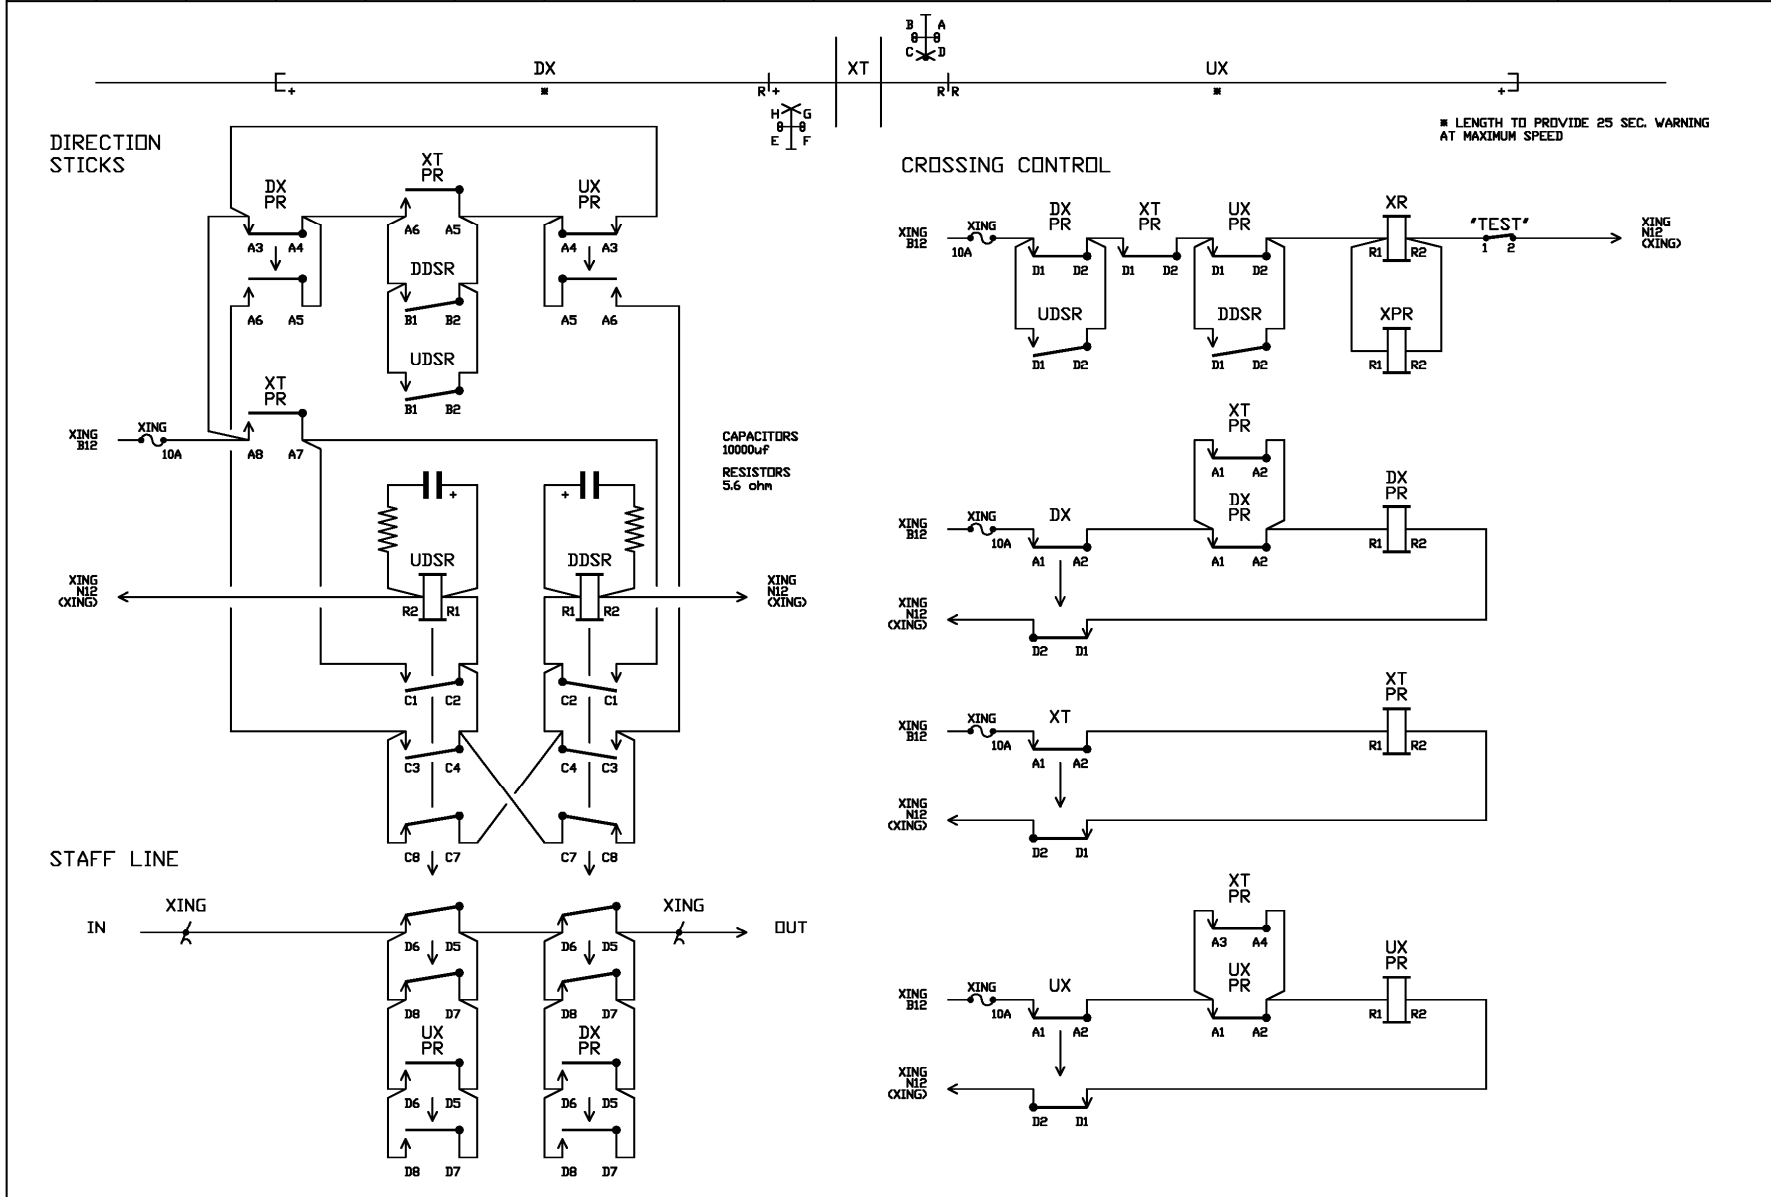 B A
C D
DX
*
+
R +
XT
R R
UX
*
+
H G
E F
* LENGTH TO PROVIDE 25 SEC. WARNING
AT MAXIMUM SPEED
DIRECTION
STICKS
DX
PR
A3 A4
A6 A5
XT
PR
A6 A5
DDSR
B1 B2
UDSR
B1 B2
UX
PR
A4 A3
A5 A6
XT
PR
XING
B12
XING
10A
A8 A7
CAPACITORS
10000uf
RESISTORS
5.6 ohm
+
+
UDSR
R2 R1
DDSR
R1 R2
XING
N12
(XING)
XING
N12
(XING)
C1 C2
C2 C1
C3 C4
C4 C3
C8 C7
C7 C8
STAFF LINE
IN
XING
D6 D5
D6 D5
XING
OUT
D8 D7
D8 D7
UX
PR
D6 D5
D8 D7
DX
PR
D6 D5
D8 D7
CROSSING CONTROL
XING
B12
XING
10A
DX
PR
D1 D2
UDSR
D1 D2
XT
PR
D1 D2
UX
PR
D1 D2
DDSR
D1 D2
XR
R1 R2
XPR
R1 R2
"TEST"
1 2
XING
N12
(XING)
XT
PR
A1 A2
XING
B12
XING
10A
DX
A1 A2
DX
PR
A1 A2
DX
PR
R1 R2
XING
N12
(XING)
D2 D1
XING
B12
XING
10A
XT
A1 A2
XT
PR
R1 R2
XING
N12
(XING)
D2 D1
XT
PR
A3 A4
XING
B12
XING
10A
UX
A1 A2
UX
PR
A1 A2
UX
PR
R1 R2
XING
N12
(XING)
D2 D1